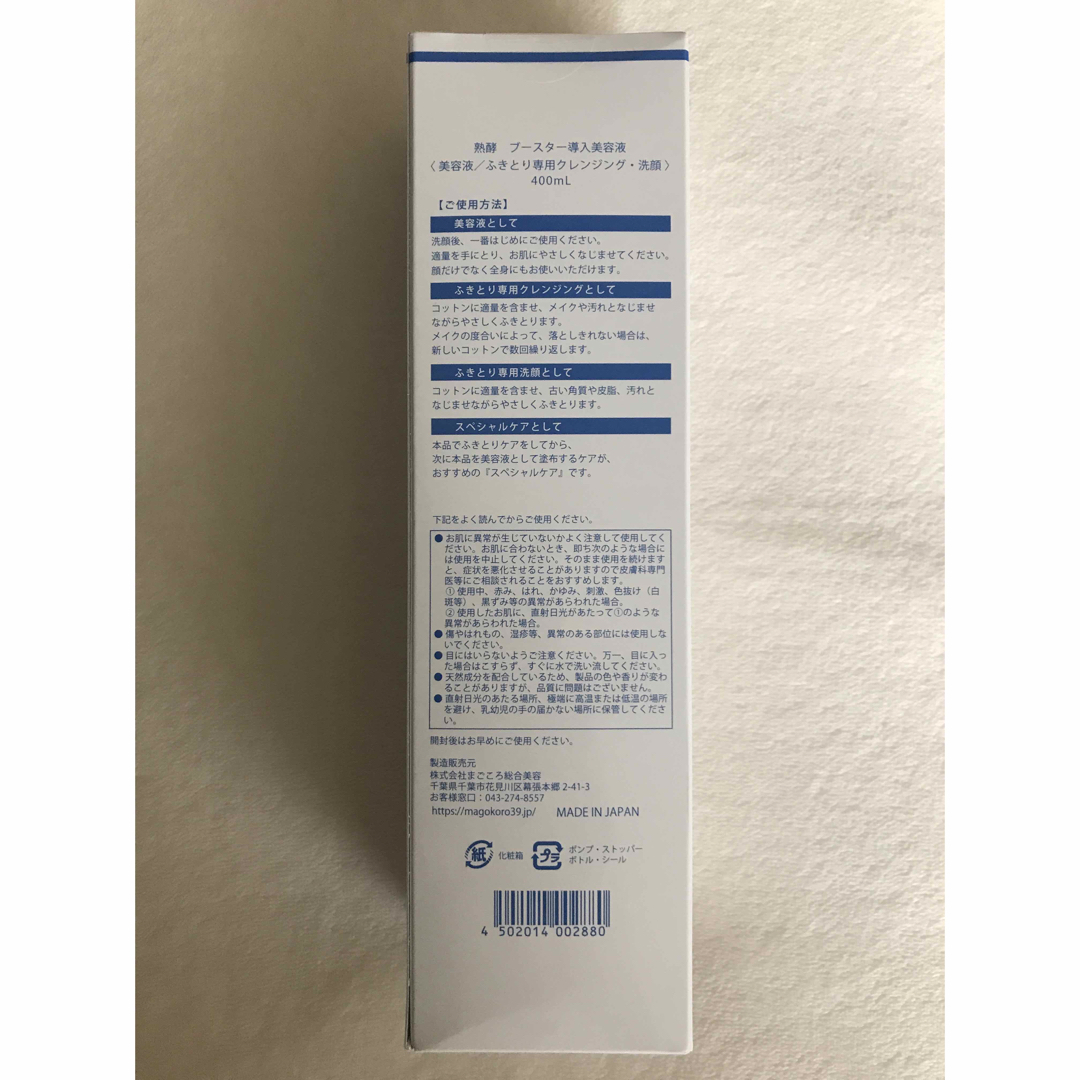 熟酵　ブースター導入美容液
〈 美容液／ふきとり専用クレンジング・洗顔 〉
400mL
【ご使用方法】
美容液として
洗顔後、一番はじめにご使用ください。
適量を手にとり、お肌にやさしくなじませてください。
顔だけでなく全身にもお使いいただけます。
ふきとり専用クレンジングとして
コットンに適量を含ませ、メイクや汚れとなじませ
ながらやさしくふきとります。
メイクの度合いによって、落としきれない場合は、
新しいコットンで数回繰り返します。
ふきとり専用洗顔として
コットンに適量を含ませ、古い角質や皮脂、汚れと
なじませながらやさしくふきとります。
スペシャルケアとして
本品でふきとりケアをしてから、
次に本品を美容液として塗布するケアが、
おすすめの『スペシャルケア』です。
下記をよく読んでからご使用ください。
● お肌に異常が生じていないかよく注意して使用してく
ださい。お肌に合わないとき、即ち次のような場合に
は使用を中止してください。そのまま使用を続けます
と、症状を悪化させることがありますので皮膚科専門
医等にご相談されることをおすすめします。
① 使用中、赤み、はれ、かゆみ、刺激、色抜け（白
斑等）、黒ずみ等の異常があらわれた場合。
② 使用したお肌に、直射日光があたって①のような
異常があらわれた場合。
● 傷やはれもの、湿疹等、異常のある部位には使用しな
いでください。
● 目にはいらないようご注意ください。万一、目に入っ
た場合はこすらず、すぐに水で洗い流してください。
● 天然成分を配合しているため、製品の色や香りが変わ
ることがありますが、品質に問題はございません。
● 直射日光のあたる場所、極端に高温または低温の場所
を避け、乳幼児の手の届かない場所に保管してくださ
い。
開封後はお早めにご使用ください。
製造販売元
株式会社まごころ総合美容
千葉県千葉市花見川区幕張本郷 2-41-3
お客様窓口：043-274-8557
https://magokoro39.jp/　MADE IN JAPAN
紙 化粧箱 プラ ポンプ・ストッパー
ボトル・シール
4 502014 002880